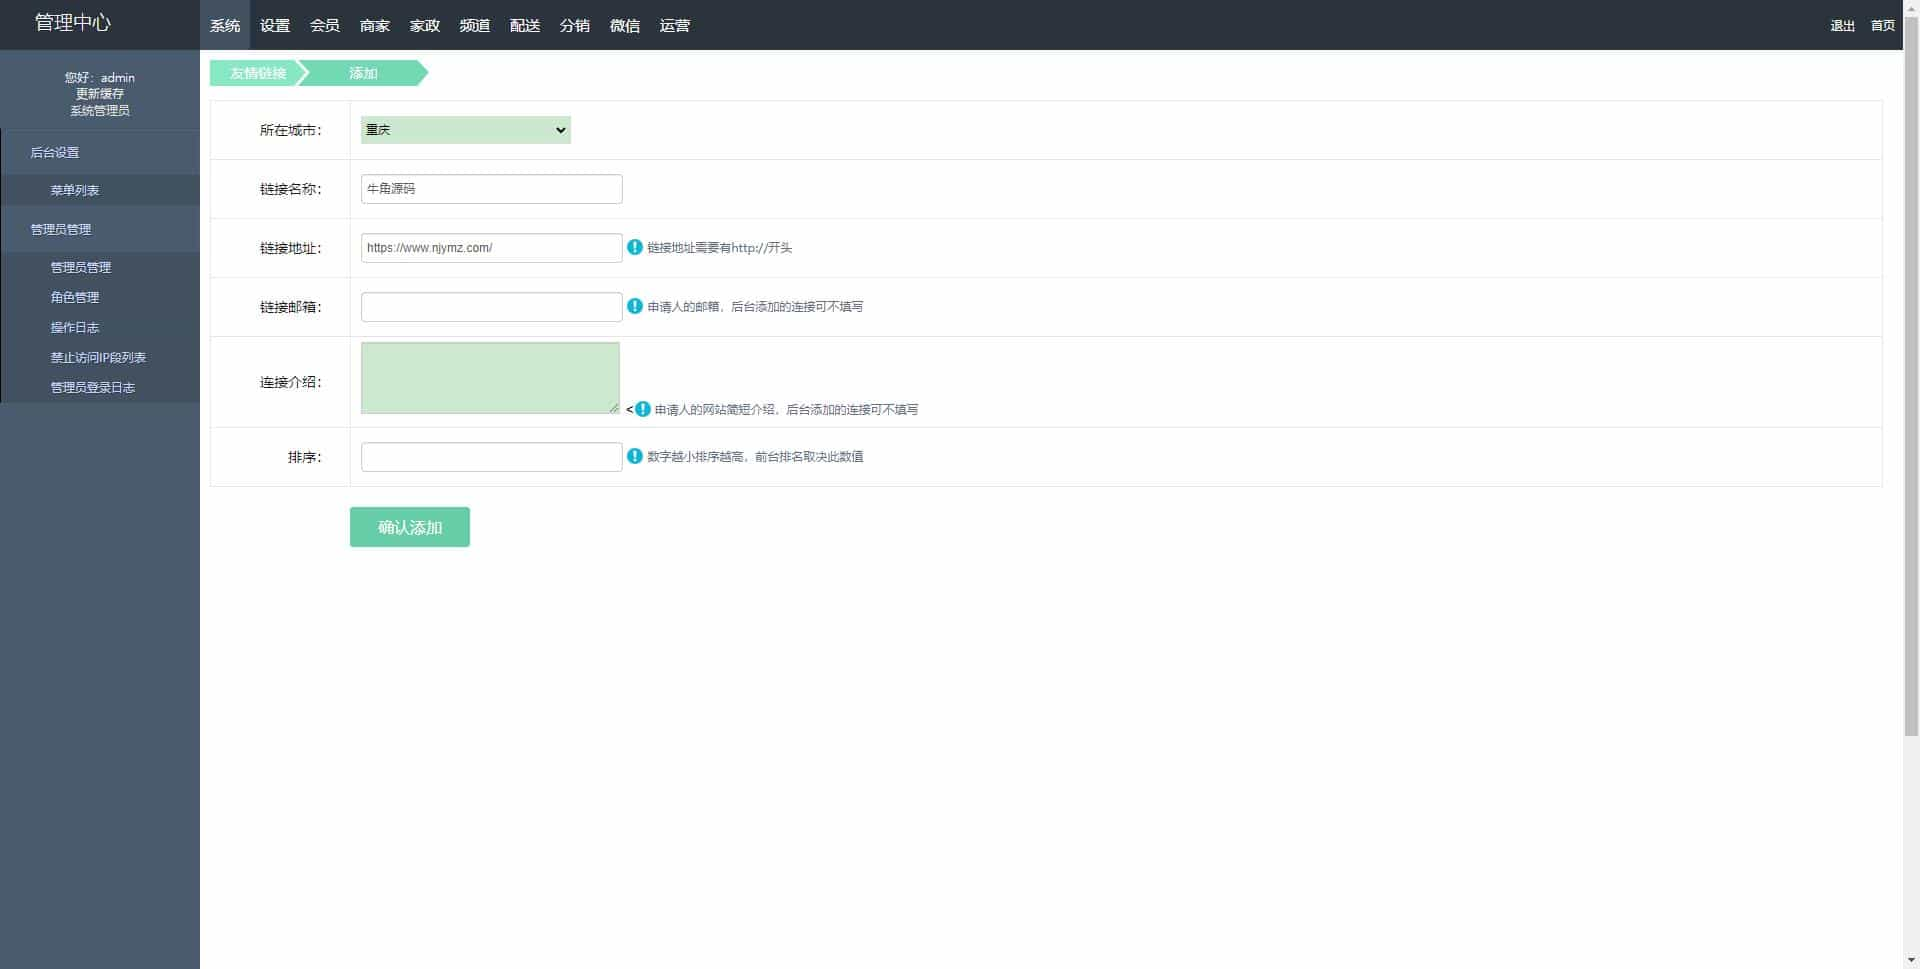 管理中心
系统 设置 会员 商家 家政 频道 配送 分销 微信 运营
退出 首页
您好：admin
更新缓存
系统管理员
后台设置
菜单列表
管理员管理
管理员管理
角色管理
操作日志
禁止访问IP段列表
管理员登录日志
友情链接 添加
所在城市： 重庆
链接名称： 牛角源码
链接地址： https://www.njymz.com/ 链接地址需要有http://开头
链接邮箱： 申请人的邮箱，后台添加的连接可不填写
连接介绍： < 申请人的网站简短介绍，后台添加的连接可不填写
排序： 数字越小排序越高，前台排名取决此数值
确认添加